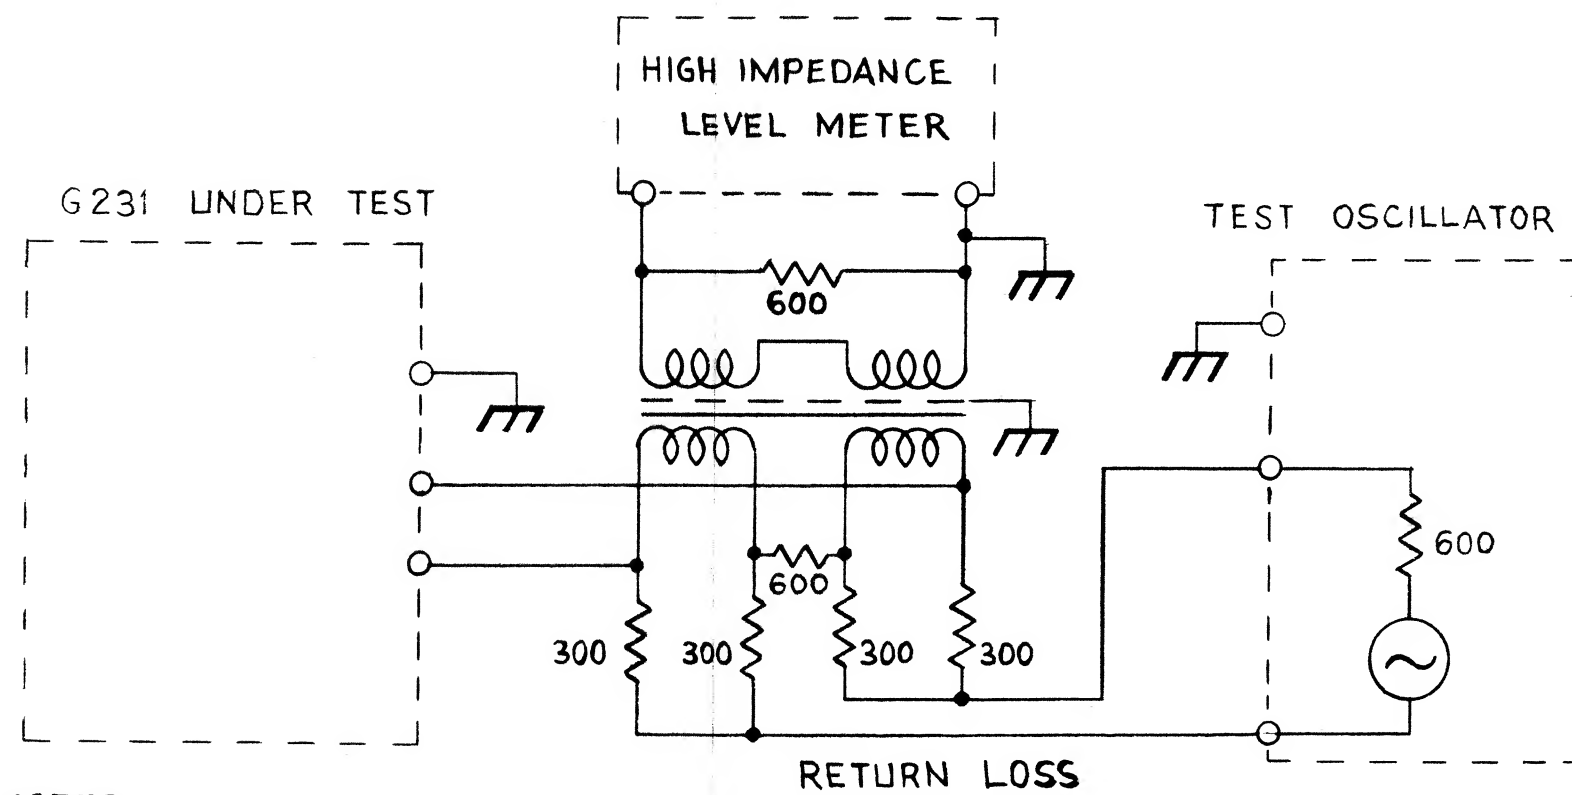 HIGH IMPEDANCE
LEVEL METER
G231 UNDER TEST
TEST OSCILLATOR
600
600
600
300
300
300
300
RETURN LOSS